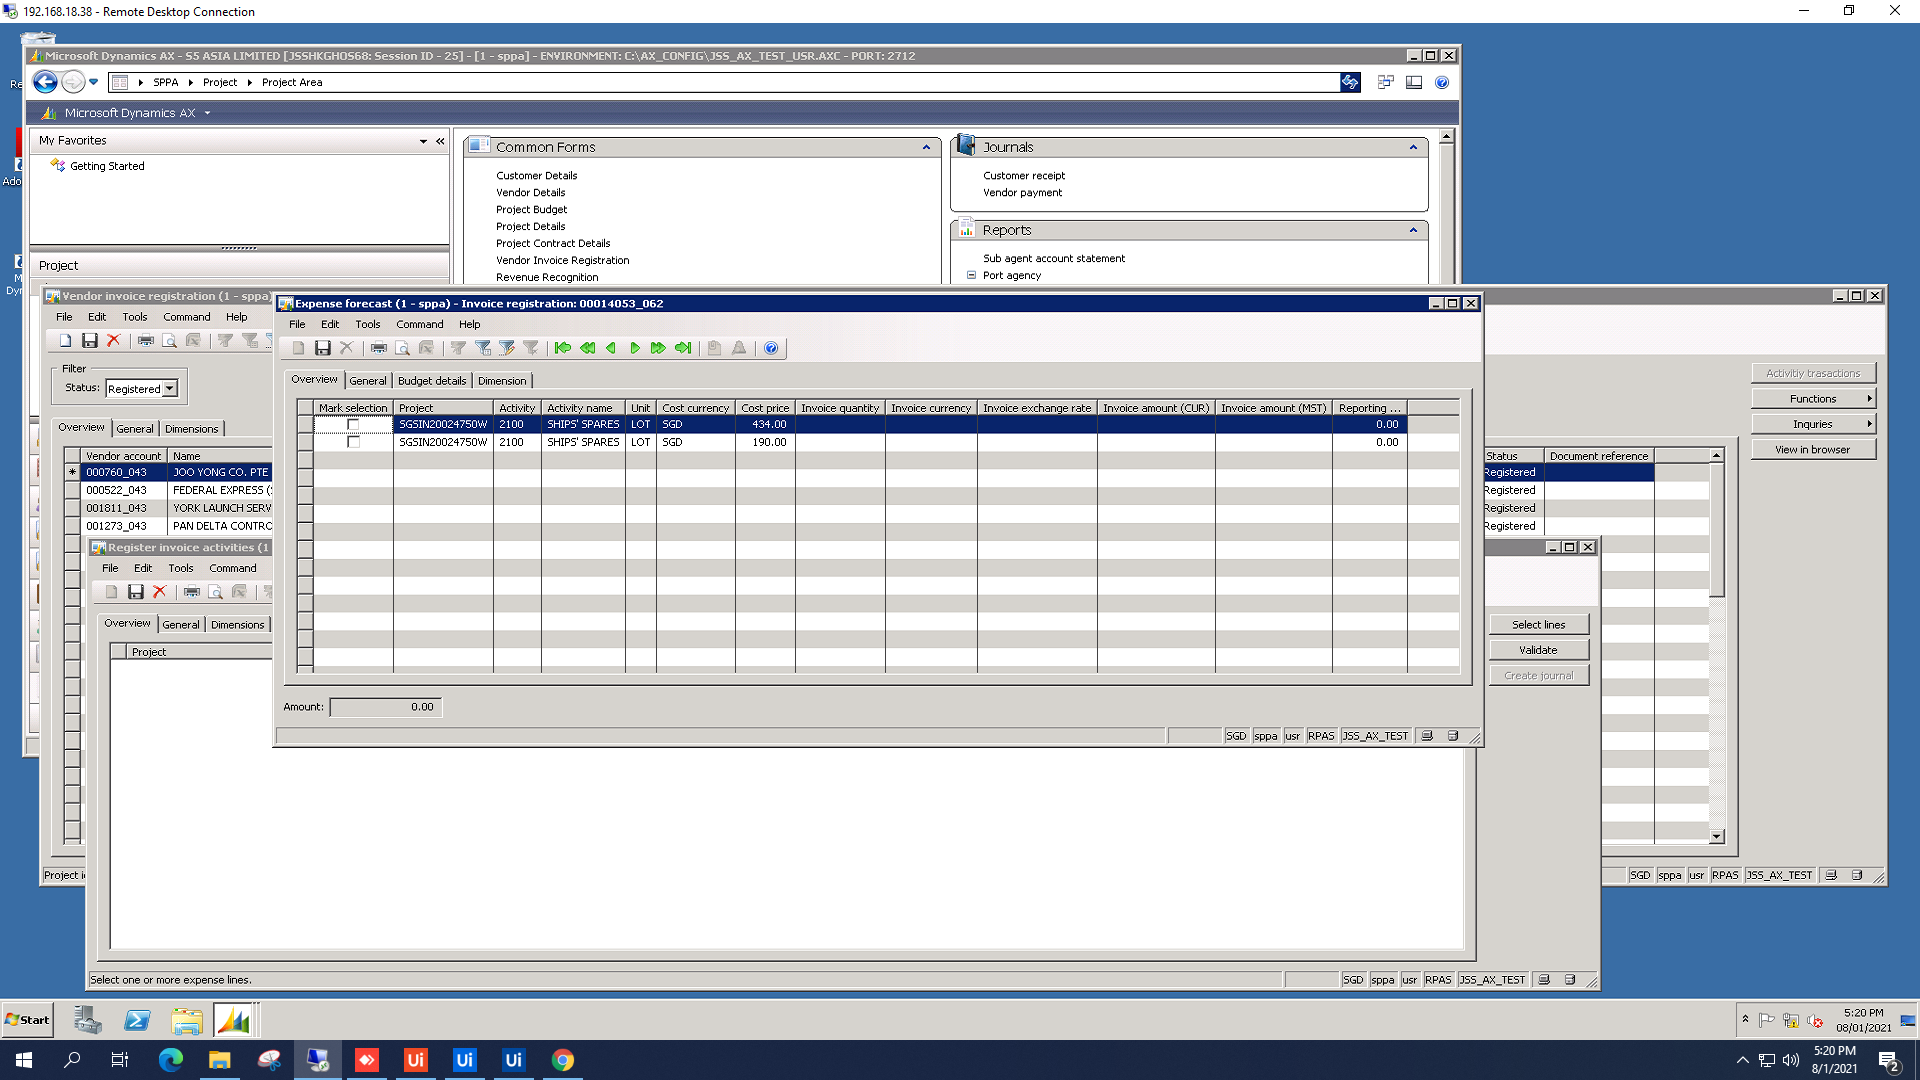 192.168.18.38 - Remote Desktop Connection
Microsoft Dynamics AX - S5 ASIA LIMITED [JSSHKGHOS68: Session ID - 25] - [1 - sppa] - ENVIRONMENT: C:\AX_CONFIG\JSS_AX_TEST_USR.AXC - PORT: 2712
SPPA Project Project Area
Microsoft Dynamics AX
My Favorites
Getting Started
Project
Common Forms
Customer Details
Vendor Details
Project Budget
Project Details
Project Contract Details
Vendor Invoice Registration
Revenue Recognition
Journals
Customer receipt
Vendor payment
Reports
Sub agent account statement
Port agency
Vendor invoice registration (1 - sppa)
File Edit Tools Command Help
Filter
Status: Registered
Overview General Dimensions
Vendor account Name
000760_043 JOO YONG CO. PTE
000522_043 FEDERAL EXPRESS (
001811_043 YORK LAUNCH SERV
001273_043 PAN DELTA CONTRO
Status Document reference
Registered
Registered
Registered
Registered
Activitiy trasactions
Functions
Inquries
View in browser
Expense forecast (1 - sppa) - Invoice registration: 00014053_062
File Edit Tools Command Help
Overview General Budget details Dimension
Mark selection Project Activity Activity name Unit Cost currency Cost price Invoice quantity Invoice currency Invoice exchange rate Invoice amount (CUR) Invoice amount (MST) Reporting ...
SGSIN20024750W 2100 SHIPS' SPARES LOT SGD 434.00 0.00
SGSIN20024750W 2100 SHIPS' SPARES LOT SGD 190.00 0.00
Amount: 0.00
SGD sppa usr RPAS JSS_AX_TEST
Register invoice activities (1
File Edit Tools Command
Overview General Dimensions
Project
Select lines
Validate
Create journal
Select one or more expense lines.
SGD sppa usr RPAS JSS_AX_TEST
SGD sppa usr RPAS JSS_AX_TEST
Start
5:20 PM
08/01/2021
Ui
Ui
Ui
5:20 PM
8/1/2021
2